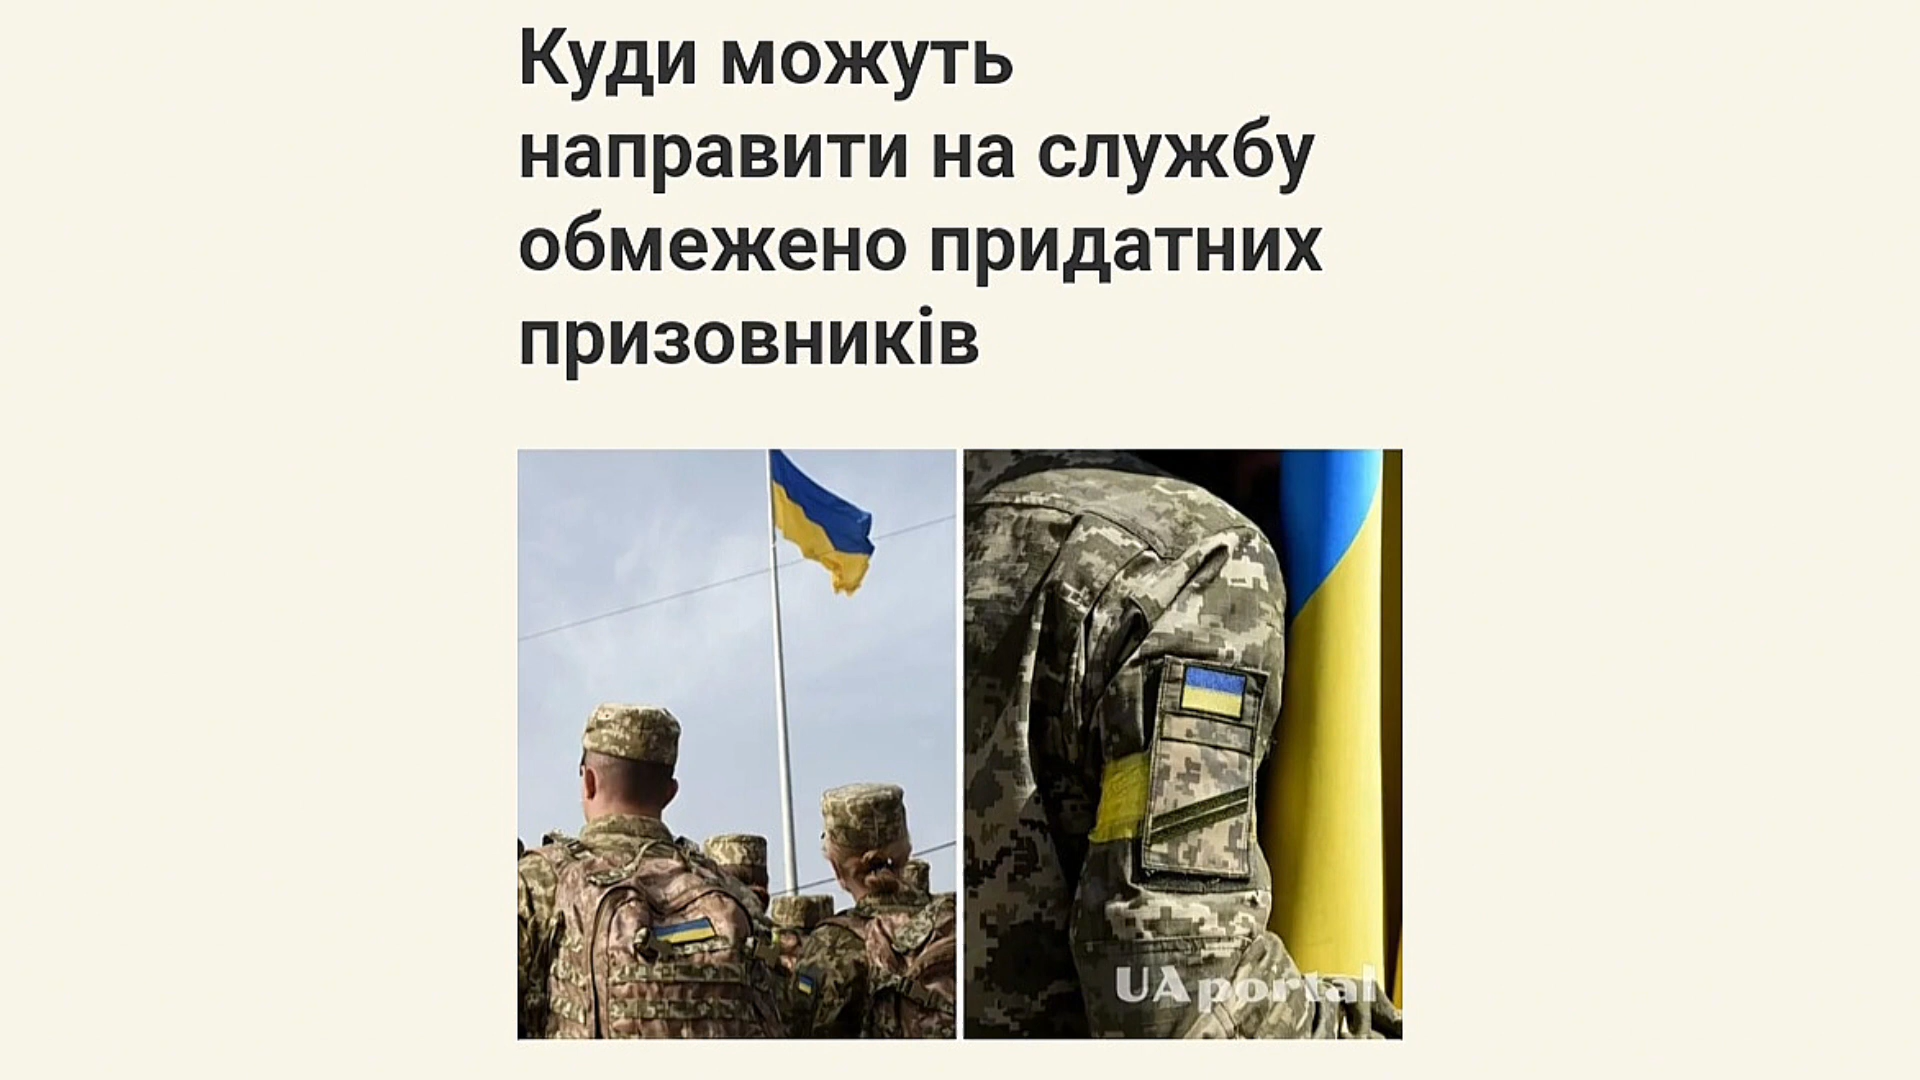 Куди можуть
направити на службу
обмежено придатних
призовників
UAportal